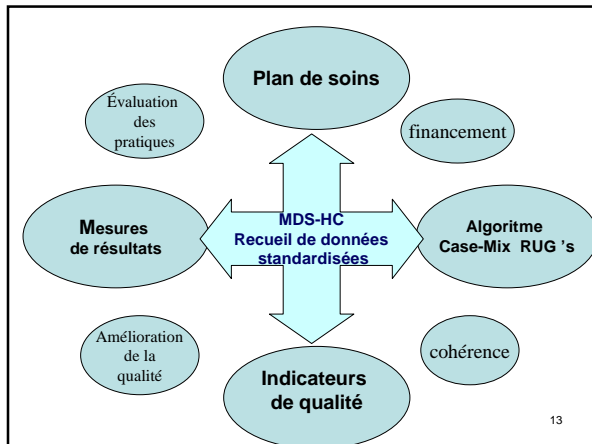 Plan de soins
Évaluation
des
pratiques
financement
Mesures
de résultats
MDS-HC
Recueil de données
standardisées
Algoritme
Case-Mix RUG 's
Amélioration
de la
qualité
cohérence
Indicateurs
de qualité
13